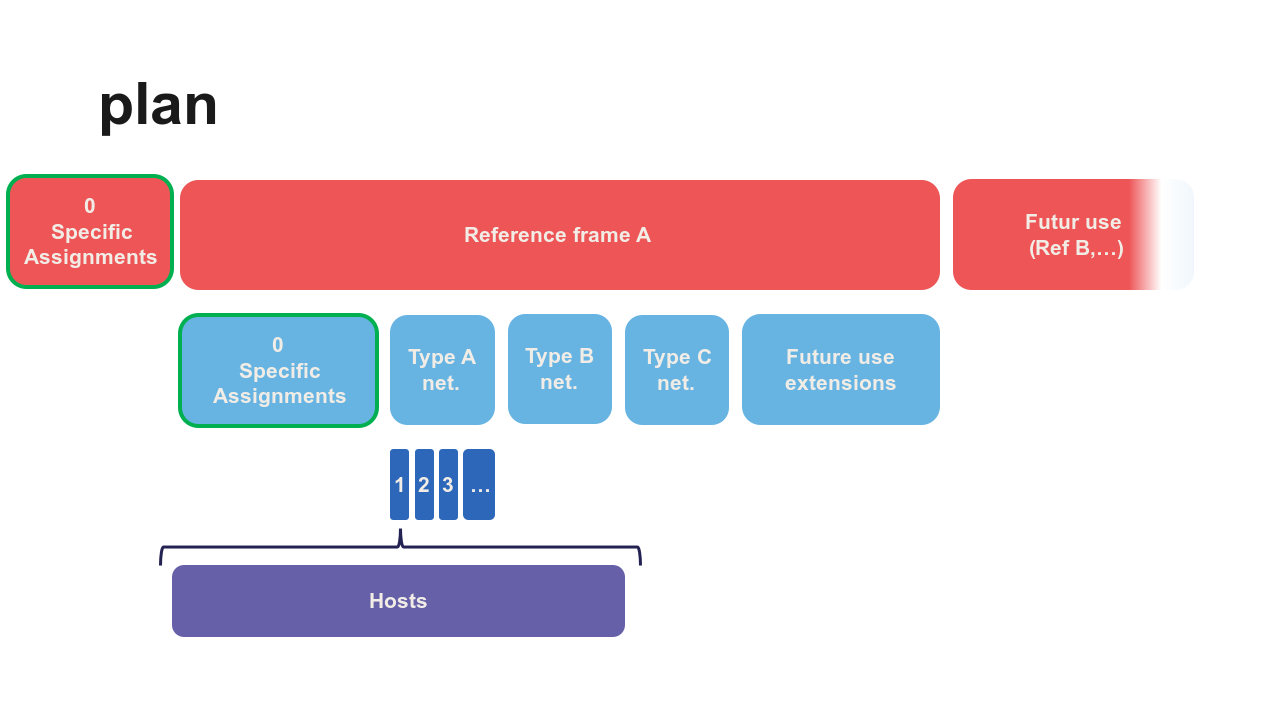 plan
0
Specific
Assignments
Reference frame A
Futur use
(Ref B,...)
0
Specific
Assignments
Type A
net.
Type B
net.
Type C
net.
Future use
extensions
1
2
3
...
Hosts